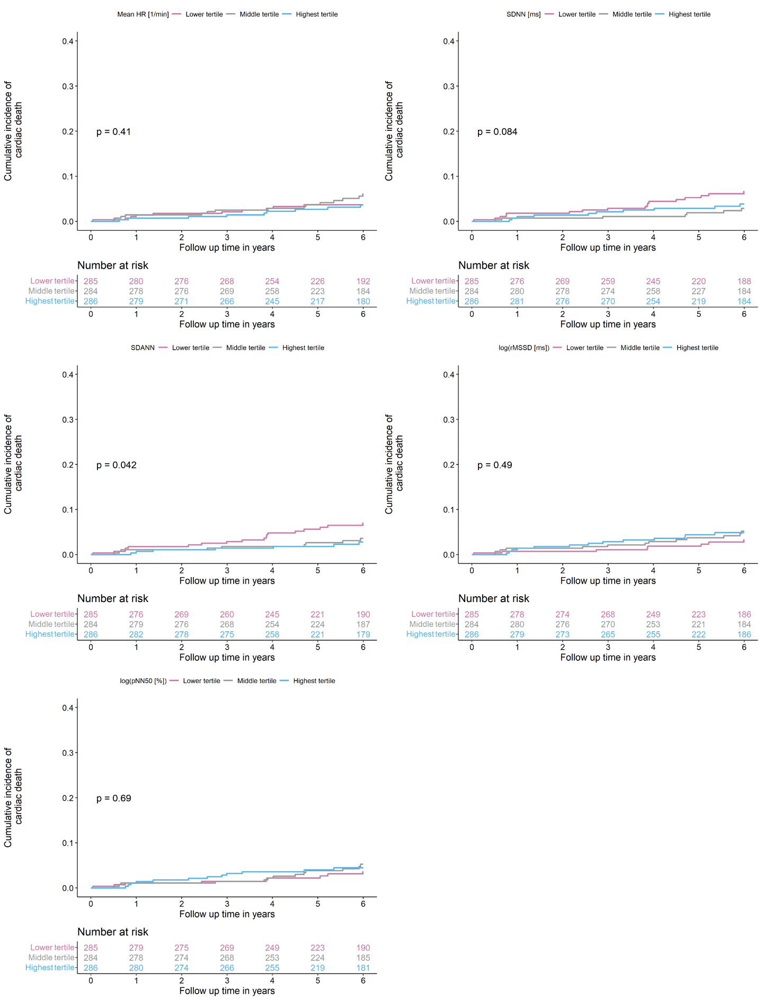 Mean HR [1/min] Lower tertile Middle tertile Highest tertile
Cumulative incidence of
cardiac death
0.4
0.3
0.2
0.1
0.0
p = 0.41
0 1 2 3 4 5 6
Follow up time in years
Number at risk
Lower tertile 285 280 276 268 254 226 192
Middle tertile 284 278 276 269 258 223 184
Highest tertile 286 279 271 266 245 217 180
0 1 2 3 4 5 6
Follow up time in years
SDNN [ms] Lower tertile Middle tertile Highest tertile
Cumulative incidence of
cardiac death
0.4
0.3
0.2
0.1
0.0
p = 0.084
0 1 2 3 4 5 6
Follow up time in years
Number at risk
Lower tertile 285 276 269 259 245 220 188
Middle tertile 284 280 278 274 258 227 184
Highest tertile 286 281 276 270 254 219 184
0 1 2 3 4 5 6
Follow up time in years
SDANN Lower tertile Middle tertile Highest tertile
Cumulative incidence of
cardiac death
0.4
0.3
0.2
0.1
0.0
p = 0.042
0 1 2 3 4 5 6
Follow up time in years
Number at risk
Lower tertile 285 276 269 260 245 221 190
Middle tertile 284 279 276 268 254 224 187
Highest tertile 286 282 278 275 258 221 179
0 1 2 3 4 5 6
Follow up time in years
log(rMSSD [ms]) Lower tertile Middle tertile Highest tertile
Cumulative incidence of
cardiac death
0.4
0.3
0.2
0.1
0.0
p = 0.49
0 1 2 3 4 5 6
Follow up time in years
Number at risk
Lower tertile 285 278 274 268 249 223 186
Middle tertile 284 280 276 270 253 221 184
Highest tertile 286 279 273 265 255 222 186
0 1 2 3 4 5 6
Follow up time in years
log(pNN50 [%]) Lower tertile Middle tertile Highest tertile
Cumulative incidence of
cardiac death
0.4
0.3
0.2
0.1
0.0
p = 0.69
0 1 2 3 4 5 6
Follow up time in years
Number at risk
Lower tertile 285 279 275 269 249 223 190
Middle tertile 284 278 274 268 253 224 185
Highest tertile 286 280 274 266 255 219 181
0 1 2 3 4 5 6
Follow up time in years